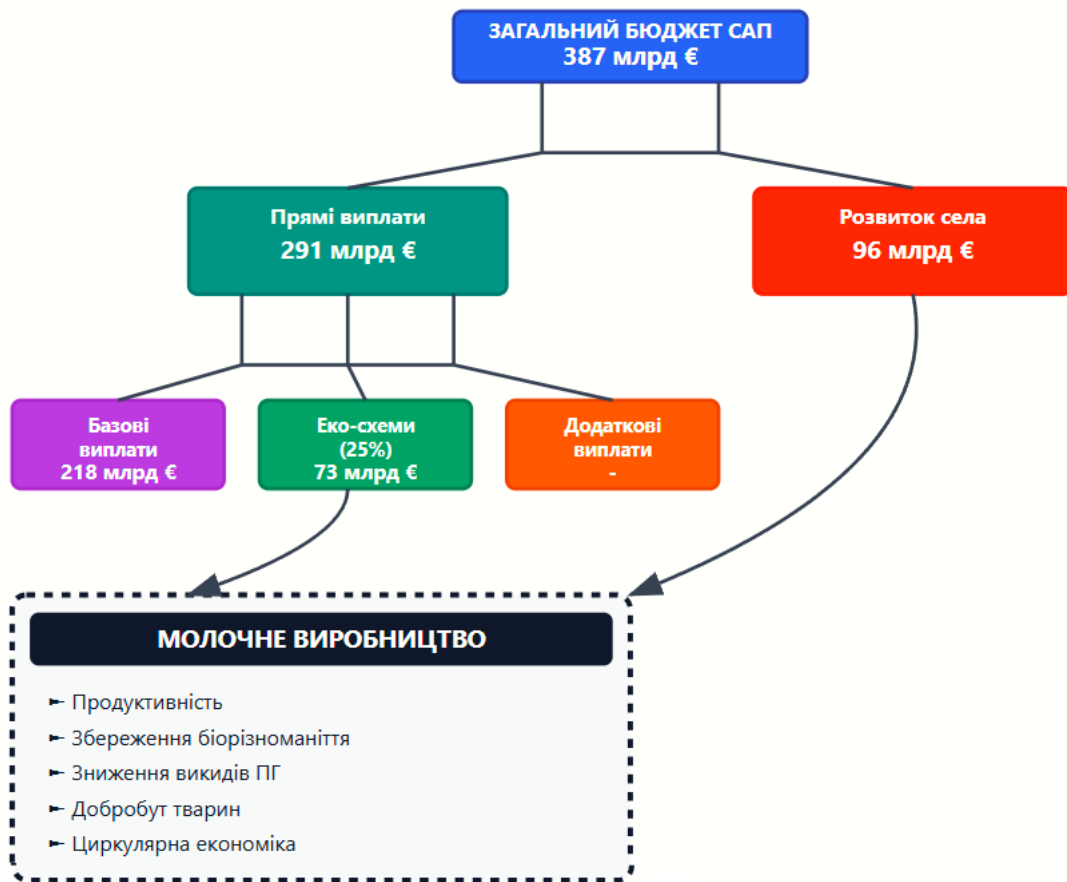 ЗАГАЛЬНИЙ БЮДЖЕТ САП
387 млрд €
Прямі виплати
291 млрд €
Розвиток села
96 млрд €
Базові
виплати
218 млрд €
Еко-схеми
(25%)
73 млрд €
Додаткові
виплати
-
МОЛОЧНЕ ВИРОБНИЦТВО
► Продуктивність
► Збереження біорізноманіття
► Зниження викидів ПГ
► Добробут тварин
► Циркулярна економіка